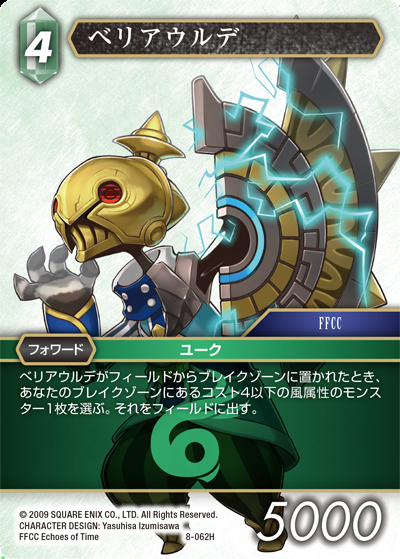 4
ベリアウルデ
FFCC
フォワード
ユーク
ベリアウルデがフィールドからブレイクゾーンに置かれたとき、
あなたのブレイクゾーンにあるコスト4以下の風属性のモンス
ター1枚を選ぶ。それをフィールドに出す。
© 2009 SQUARE ENIX CO., LTD. All Rights Reserved.
CHARACTER DESIGN: Yasuhisa Izumisawa
FFCC Echoes of Time
8-062H
5000